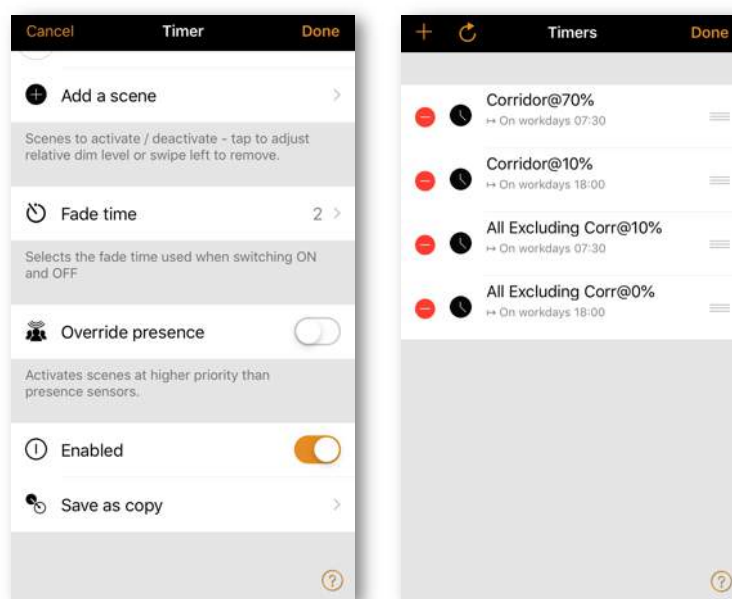 Cancel Timer Done
Add a scene
Scenes to activate / deactivate - tap to adjust
relative dim level or swipe left to remove.
Fade time 2
Selects the fade time used when switching ON
and OFF
Override presence
Activates scenes at higher priority than
presence sensors.
Enabled
Save as copy
?
Timers Done
Corridor@70%
↦ On workdays 07:30
Corridor@10%
↦ On workdays 18:00
All Excluding Corr@10%
↦ On workdays 07:30
All Excluding Corr@0%
↦ On workdays 18:00
?